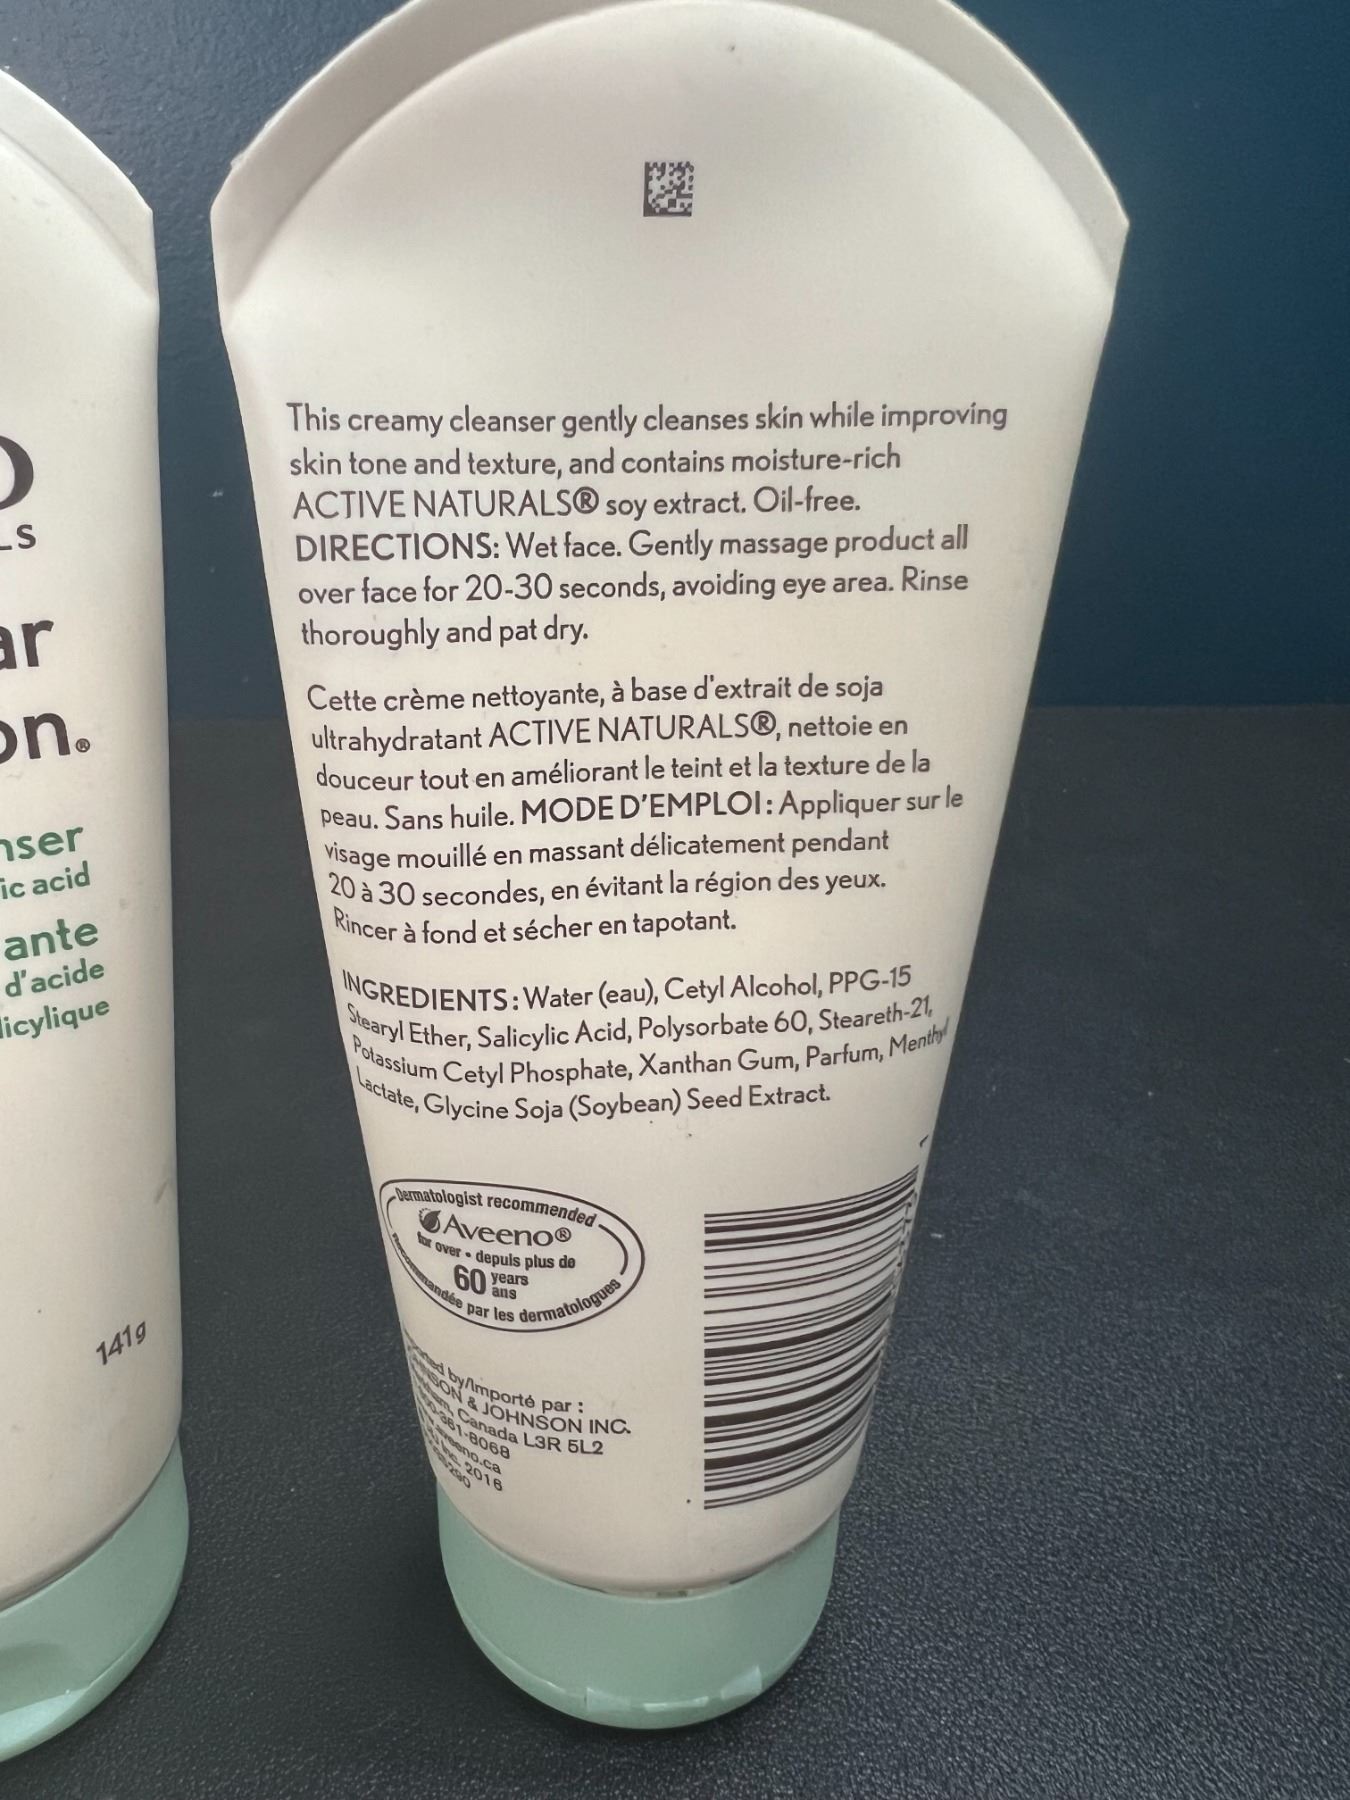 LS
ar
on®
nser
ic acid
ante
d'acide
licylique
141g
This creamy cleanser gently cleanses skin while improving
skin tone and texture, and contains moisture-rich
ACTIVE NATURALS® soy extract. Oil-free.
DIRECTIONS: Wet face. Gently massage product all
over face for 20-30 seconds, avoiding eye area. Rinse
thoroughly and pat dry.
Cette crème nettoyante, à base d'extrait de soja
ultrahydratant ACTIVE NATURALS®, nettoie en
douceur tout en améliorant le teint et la texture de la
peau. Sans huile. MODE D'EMPLOI : Appliquer sur le
visage mouillé en massant délicatement pendant
20 à 30 secondes, en évitant la région des yeux.
Rincer à fond et sécher en tapotant.
INGREDIENTS : Water (eau), Cetyl Alcohol, PPG-15
Stearyl Ether, Salicylic Acid, Polysorbate 60, Steareth-21,
Potassium Cetyl Phosphate, Xanthan Gum, Parfum, Menthyl
Lactate, Glycine Soja (Soybean) Seed Extract.
Dermatologist recommended
Aveeno®
for over • depuis plus de
60 years
ans
Recommandée par les dermatologues
by/Importé par :
& JOHNSON INC.
Canada L3R 5L2
361-8068
Inc. 2016